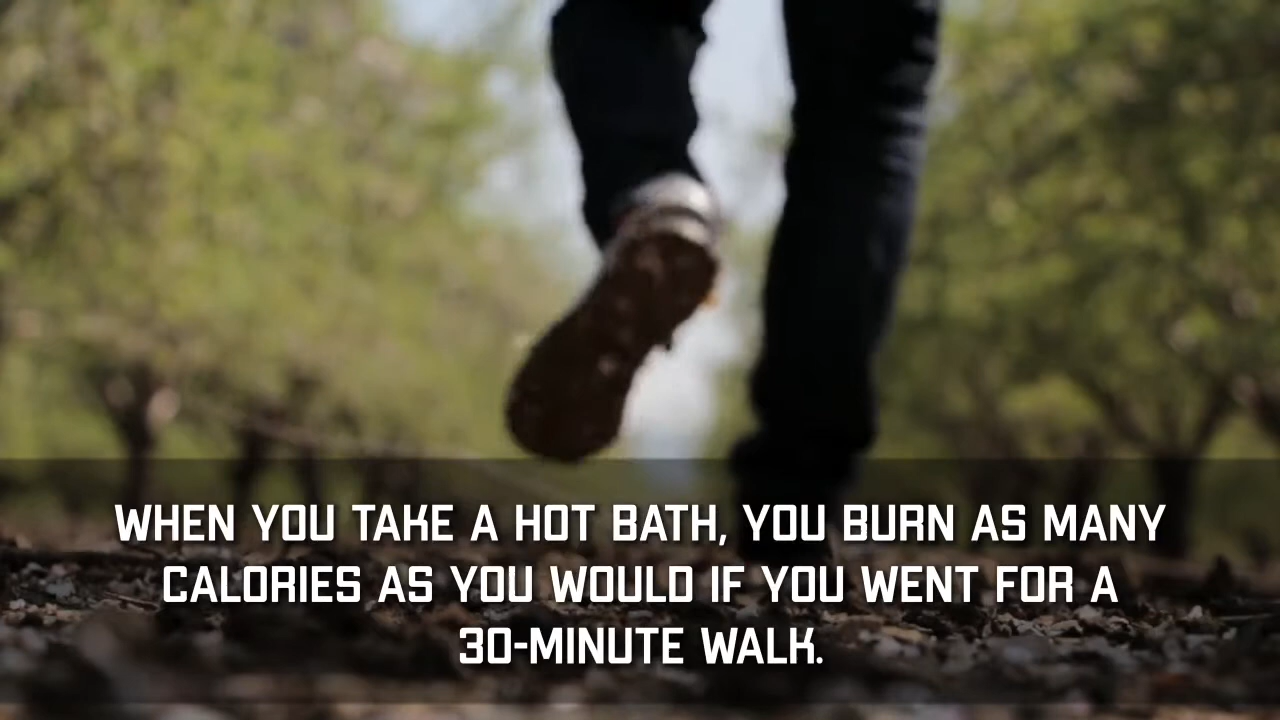 WHEN YOU TAKE A HOT BATH, YOU BURN AS MANY
CALORIES AS YOU WOULD IF YOU WENT FOR A
30-MINUTE WALK.